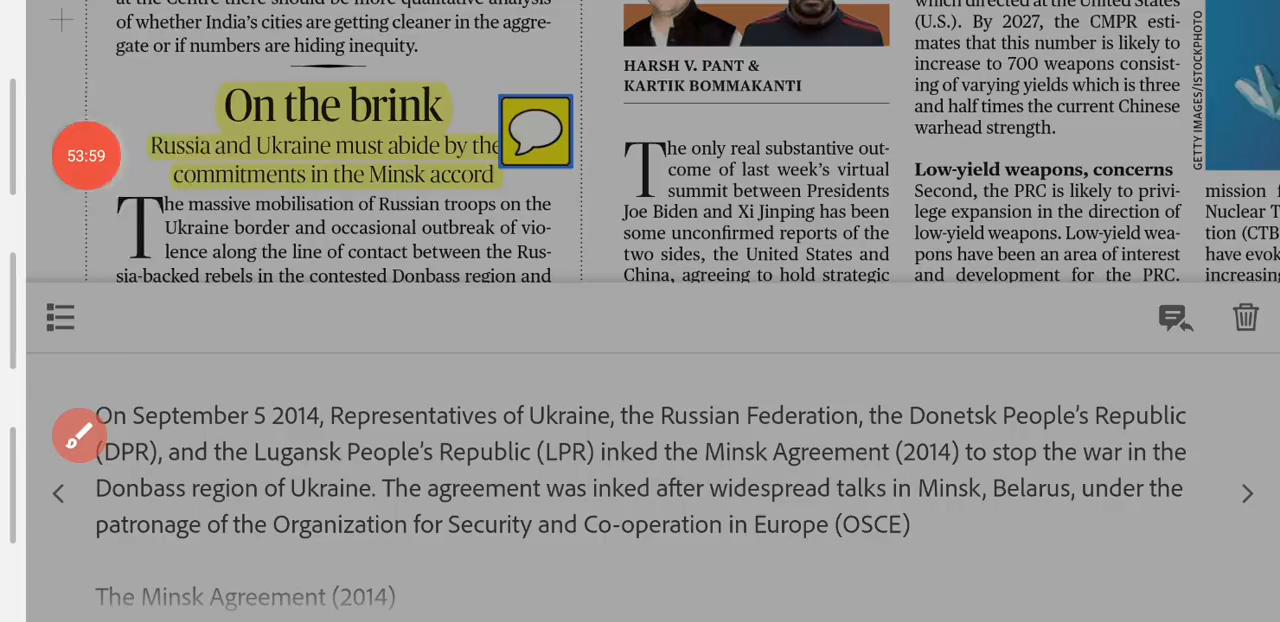 at the Centre there should be more qualitative analysis
of whether India's cities are getting cleaner in the aggre-
gate or if numbers are hiding inequity.
On the brink
Russia and Ukraine must abide by the
commitments in the Minsk accord
The massive mobilisation of Russian troops on the
Ukraine border and occasional outbreak of vio-
lence along the line of contact between the Rus-
sia-backed rebels in the contested Donbass region and
53:59
HARSH V. PANT &
KARTIK BOMMAKANTI
The only real substantive out-
come of last week's virtual
summit between Presidents
Joe Biden and Xi Jinping has been
some unconfirmed reports of the
two sides, the United States and
China, agreeing to hold strategic
which directed at the United States
(U.S.). By 2027, the CMPR esti-
mates that this number is likely to
increase to 700 weapons consist-
ing of varying yields which is three
and half times the current Chinese
warhead strength.
Low-yield weapons, concerns
Second, the PRC is likely to privi-
lege expansion in the direction of
low-yield weapons. Low-yield wea-
pons have been an area of interest
and development for the PRC.
GETTY IMAGES/ISTOCKPHOTO
mission f
Nuclear T
tion (CTB
have evok
increasing
On September 5 2014, Representatives of Ukraine, the Russian Federation, the Donetsk People's Republic
(DPR), and the Lugansk People's Republic (LPR) inked the Minsk Agreement (2014) to stop the war in the
Donbass region of Ukraine. The agreement was inked after widespread talks in Minsk, Belarus, under the
patronage of the Organization for Security and Co-operation in Europe (OSCE)
The Minsk Agreement (2014)